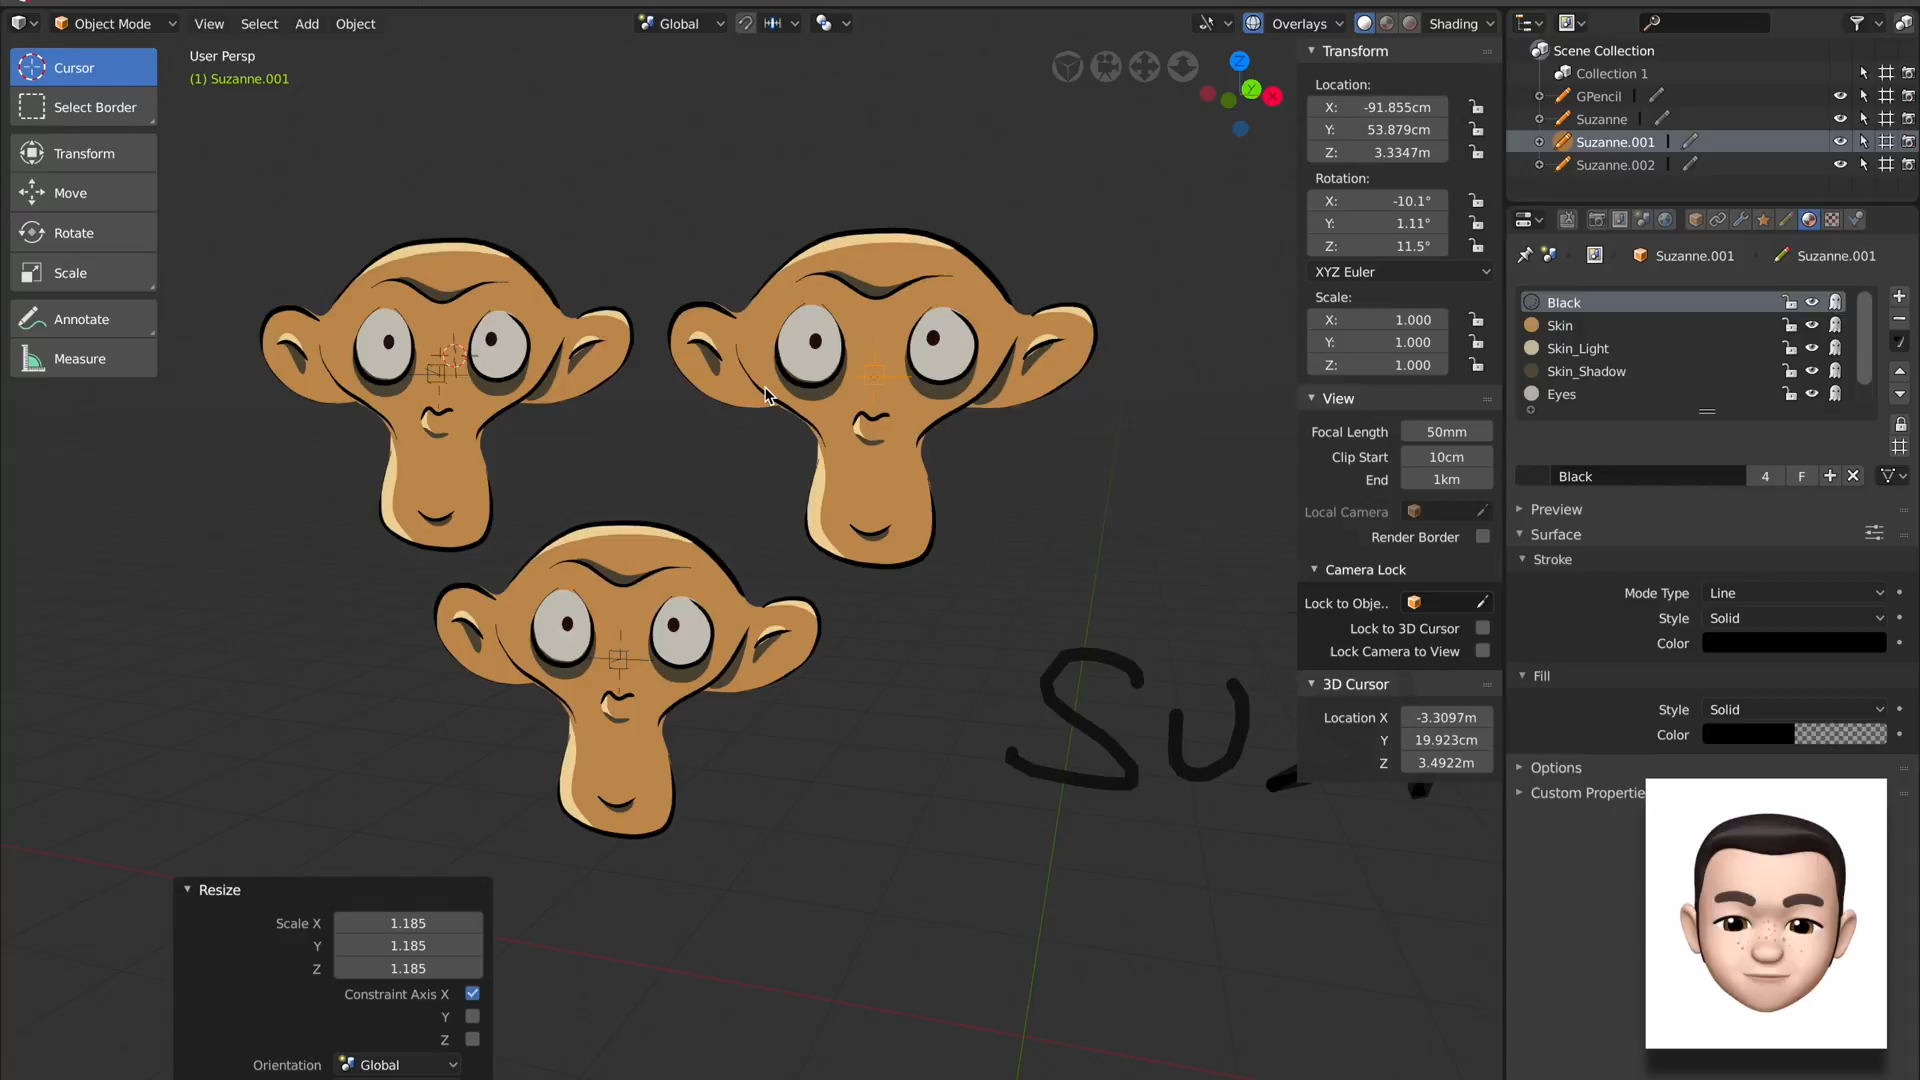 Object Mode View Select Add Object Global Overlays Shading
Cursor
Select Border
Transform
Move
Rotate
Scale
Annotate
Measure
User Persp
(1) Suzanne.001
Z
Y
X
Su
Resize
Scale X 1.185
Y 1.185
Z 1.185
Constraint Axis X
Y
Z
Orientation Global
Transform
Location:
X: -91.855cm
Y: 53.879cm
Z: 3.3347m
Rotation:
X: -10.1°
Y: 1.11°
Z: 11.5°
XYZ Euler
Scale:
X: 1.000
Y: 1.000
Z: 1.000
View
Focal Length 50mm
Clip Start 10cm
End 1km
Local Camera
Render Border
Camera Lock
Lock to Obje..
Lock to 3D Cursor
Lock Camera to View
3D Cursor
Location X -3.3097m
Y 19.923cm
Z 3.4922m
Scene Collection
Collection 1
GPencil
Suzanne
Suzanne.001
Suzanne.002
Suzanne.001 Suzanne.001
Black
Skin
Skin_Light
Skin_Shadow
Eyes
Black 4 F
Preview
Surface
Stroke
Mode Type Line
Style Solid
Color
Fill
Style Solid
Color
Options
Custom Propertie